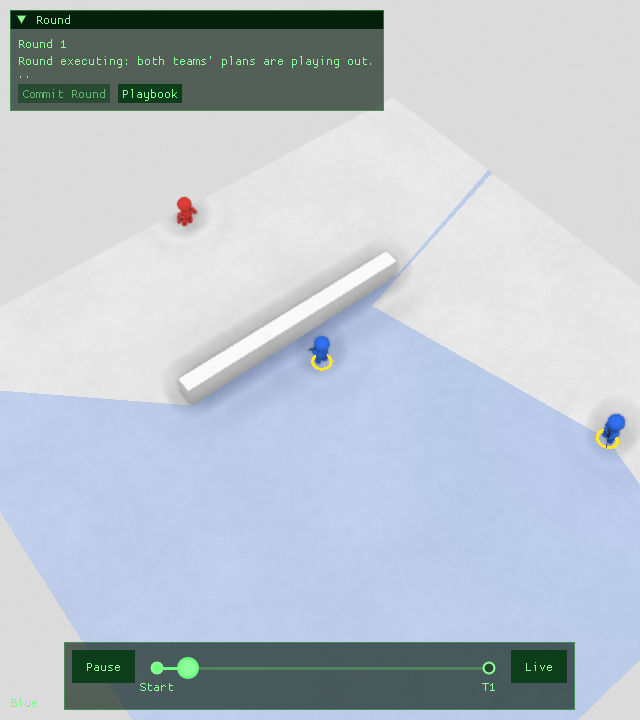 Round
Round 1
Round executing: both teams' plans are playing out.
..
Commit Round
Playbook
Pause
Live
Start
T1
Blue